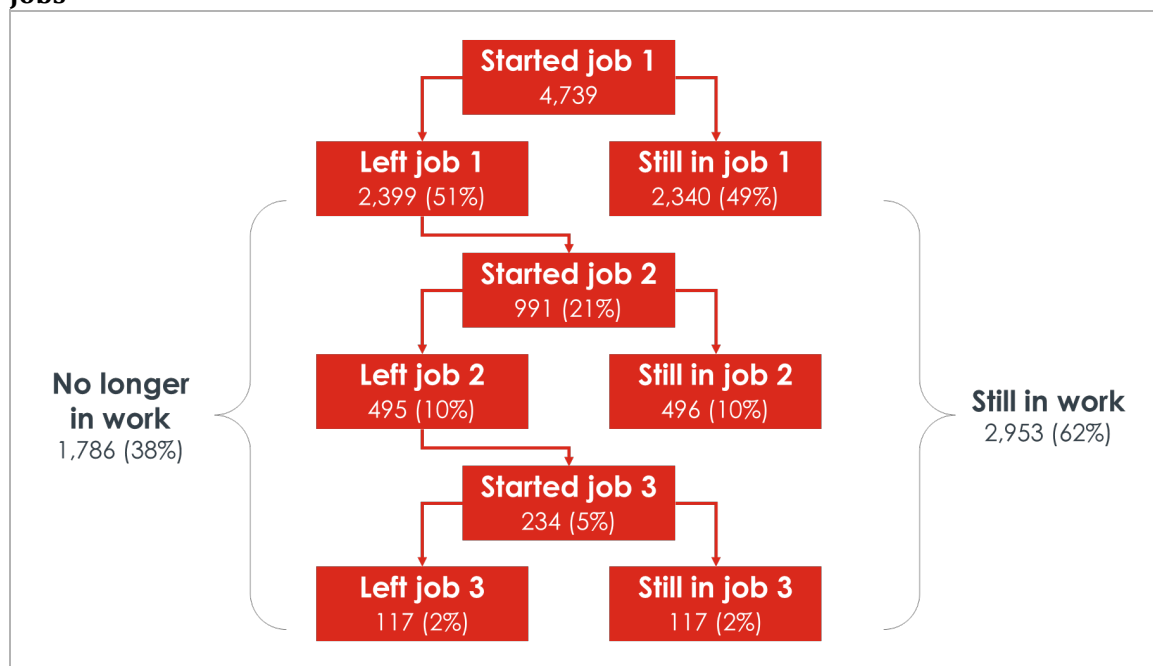 jobs
Started job 1
4,739
Left job 1
2,399 (51%)
Still in job 1
2,340 (49%)
Started job 2
991 (21%)
Left job 2
495 (10%)
Still in job 2
496 (10%)
No longer
in work
1,786 (38%)
Still in work
2,953 (62%)
Started job 3
234 (5%)
Left job 3
117 (2%)
Still in job 3
117 (2%)